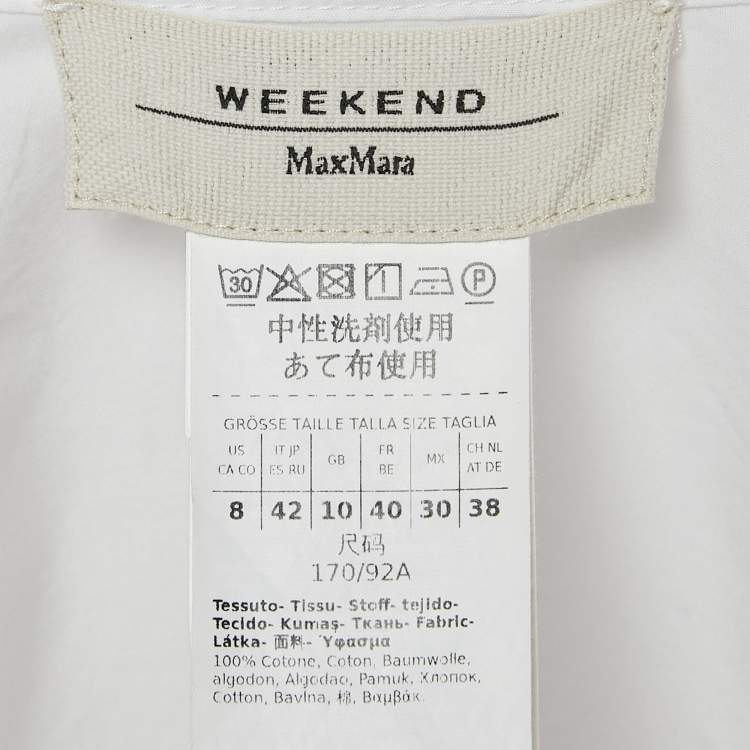 WEEKEND
MaxMara
30 P
中性洗剤使用
あて布使用
GRÖSSE TAILLE TALLA SIZE TAGLIA
US CA CO IT JP ES RU GB FR BE MX CH NL AT DE
8 42 10 40 30 38
尺码
170/92A
Tessuto- Tissu- Stoff- tejido-
Tecido- Kumaş- Ткань- Fabric-
Látka- 面料- Ύφασμα
100% Cotone, Coton, Baumwolle,
algodon, Algodao, Pamuk, Хлопок,
Cotton, Bavlna, 棉, Βαμβάκ.